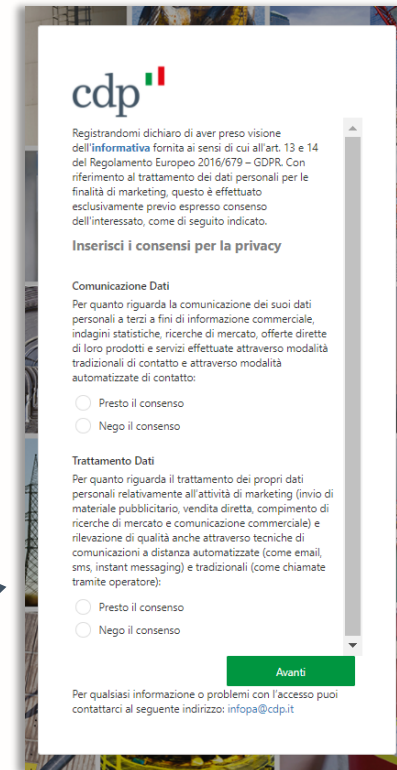 cdp
Registrandomi dichiaro di aver preso visione
dell'informativa fornita ai sensi di cui all'art. 13 e 14
del Regolamento Europeo 2016/679 – GDPR. Con
riferimento al trattamento dei dati personali per le
finalità di marketing, questo è effettuato
esclusivamente previo espresso consenso
dell'interessato, come di seguito indicato.
Inserisci i consensi per la privacy
Comunicazione Dati
Per quanto riguarda la comunicazione dei suoi dati
personali a terzi a fini di informazione commerciale,
indagini statistiche, ricerche di mercato, offerte dirette
di loro prodotti e servizi effettuate attraverso modalità
tradizionali di contatto e attraverso modalità
automatizzate di contatto:
Presto il consenso
Nego il consenso
Trattamento Dati
Per quanto riguarda il trattamento dei propri dati
personali relativamente all'attività di marketing (invio di
materiale pubblicitario, vendita diretta, compimento di
ricerche di mercato e comunicazione commerciale) e
rilevazione di qualità anche attraverso tecniche di
comunicazioni a distanza automatizzate (come email,
sms, instant messaging) e tradizionali (come chiamate
tramite operatore):
Presto il consenso
Nego il consenso
Avanti
Per qualsiasi informazione o problemi con l'accesso puoi
contattarci al seguente indirizzo: infopa@cdp.it